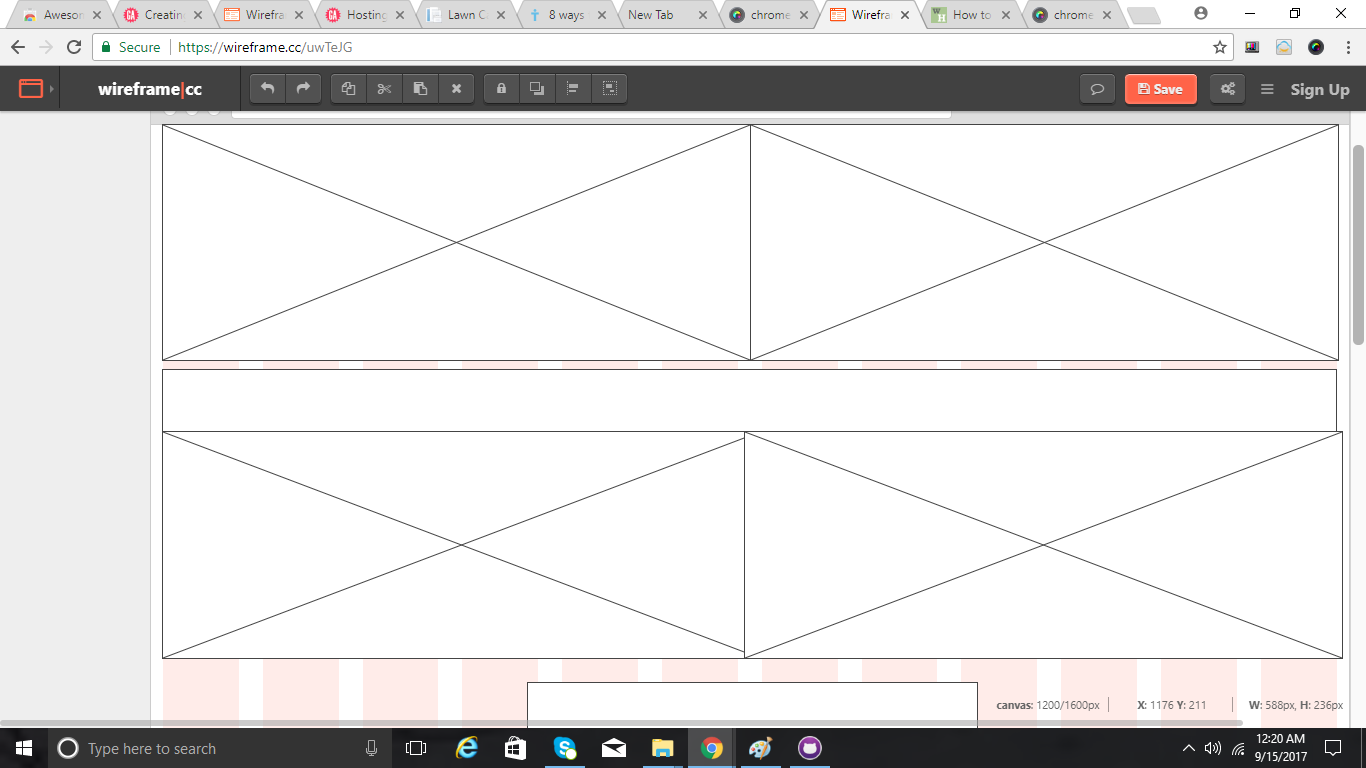 Awesor Creatin Wirefra Hosting Lawn C 8 ways New Tab chrome Wirefra How to chrome
Secure https://wireframe.cc/uwTeJG
wireframe|cc Save Sign Up
canvas: 1200/1600px X: 1176 Y: 211 W: 588px, H: 236px
Type here to search
12:20 AM
9/15/2017